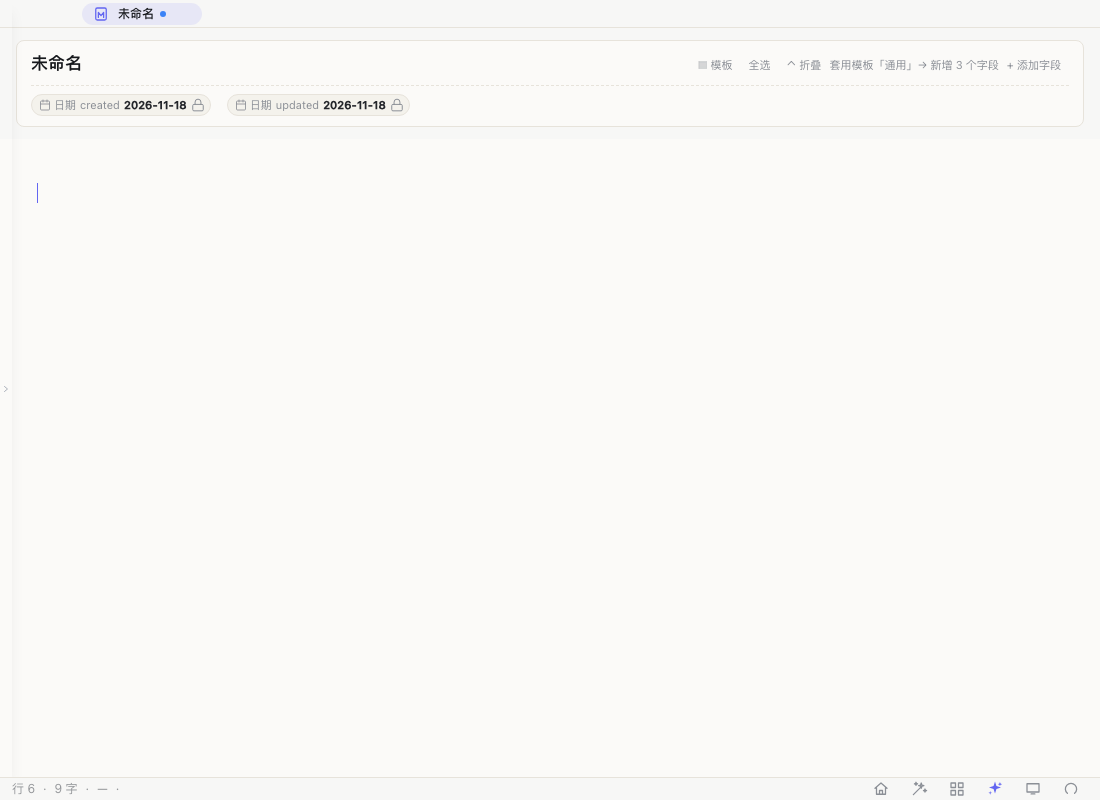 未命名
未命名 模板 全选 折叠 套用模板「通用」→ 新增 3 个字段 + 添加字段
日期 created 2026-11-18 日期 updated 2026-11-18
行 6 · 9 字 · — ·